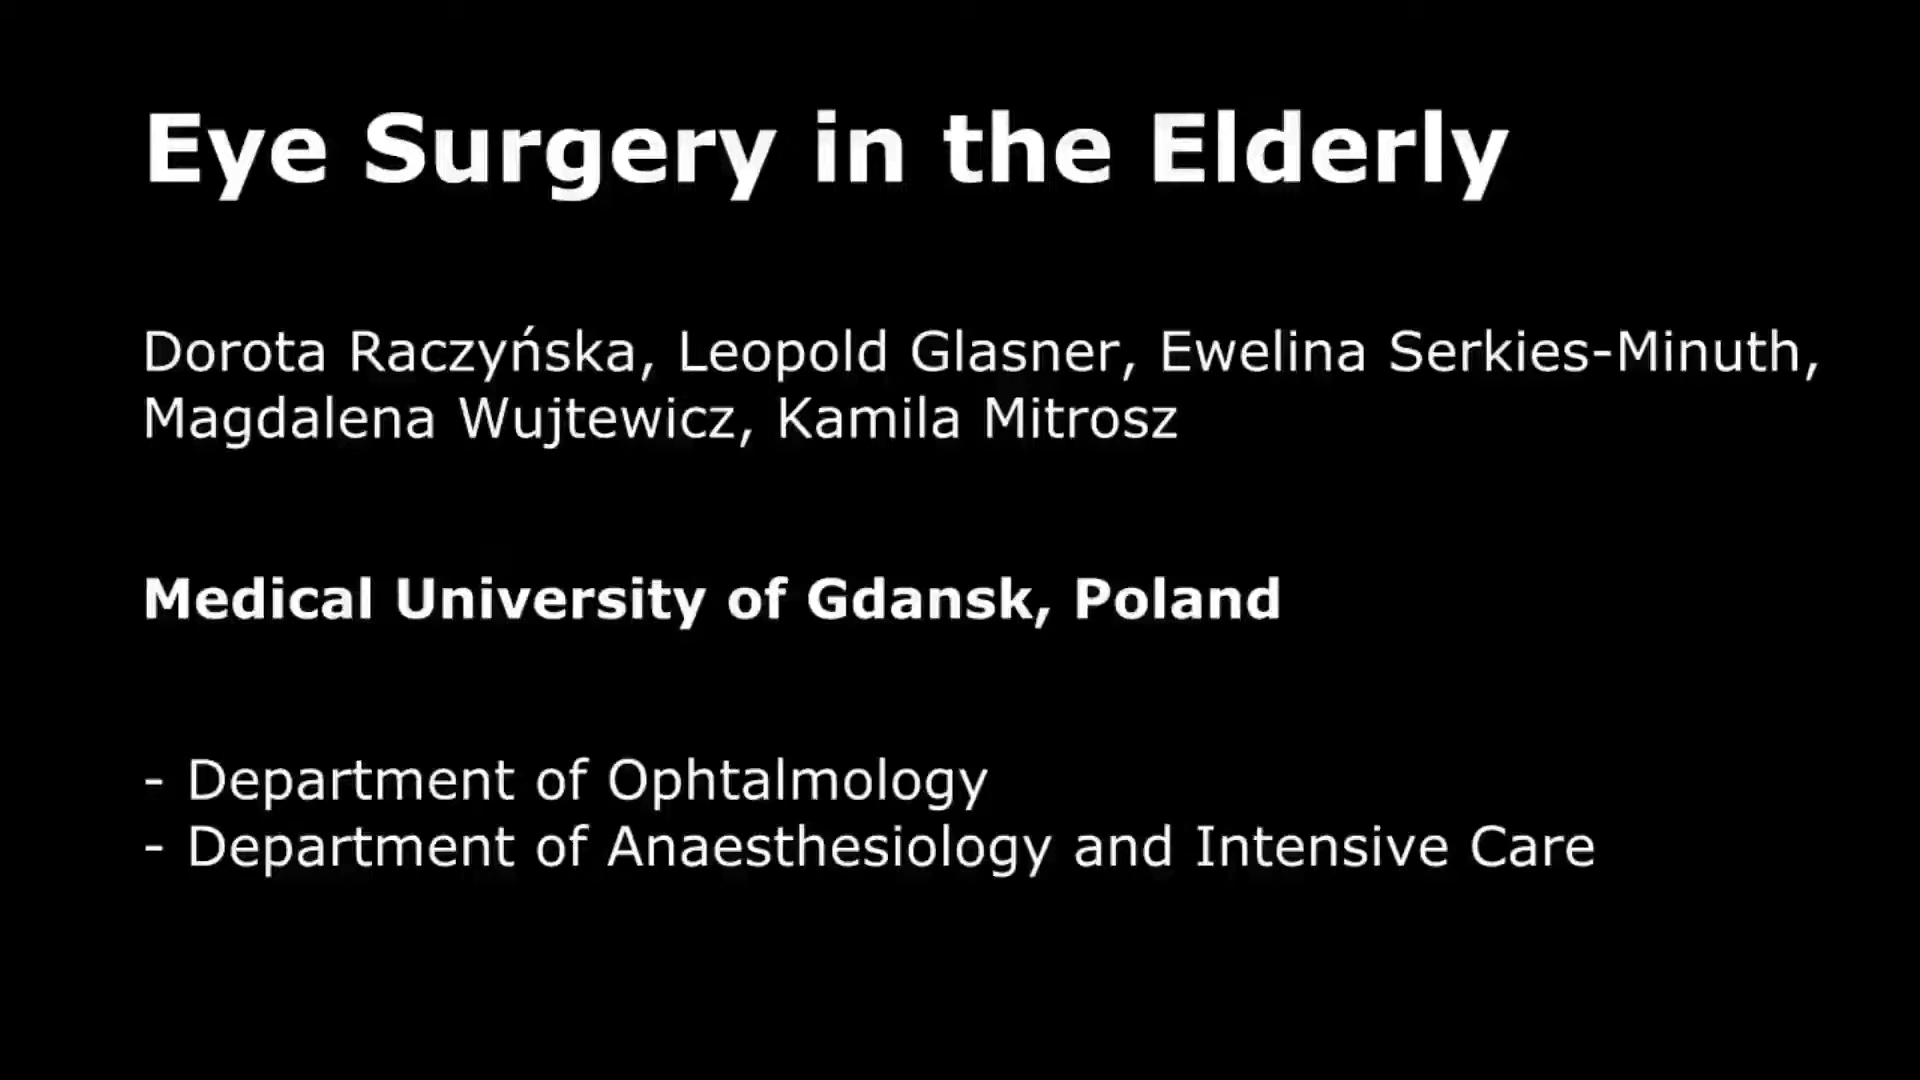 Eye Surgery in the Elderly
Dorota Raczyńska, Leopold Glasner, Ewelina Serkies-Minuth,
Magdalena Wujtewicz, Kamila Mitrosz
Medical University of Gdansk, Poland
- Department of Ophtalmology
- Department of Anaesthesiology and Intensive Care